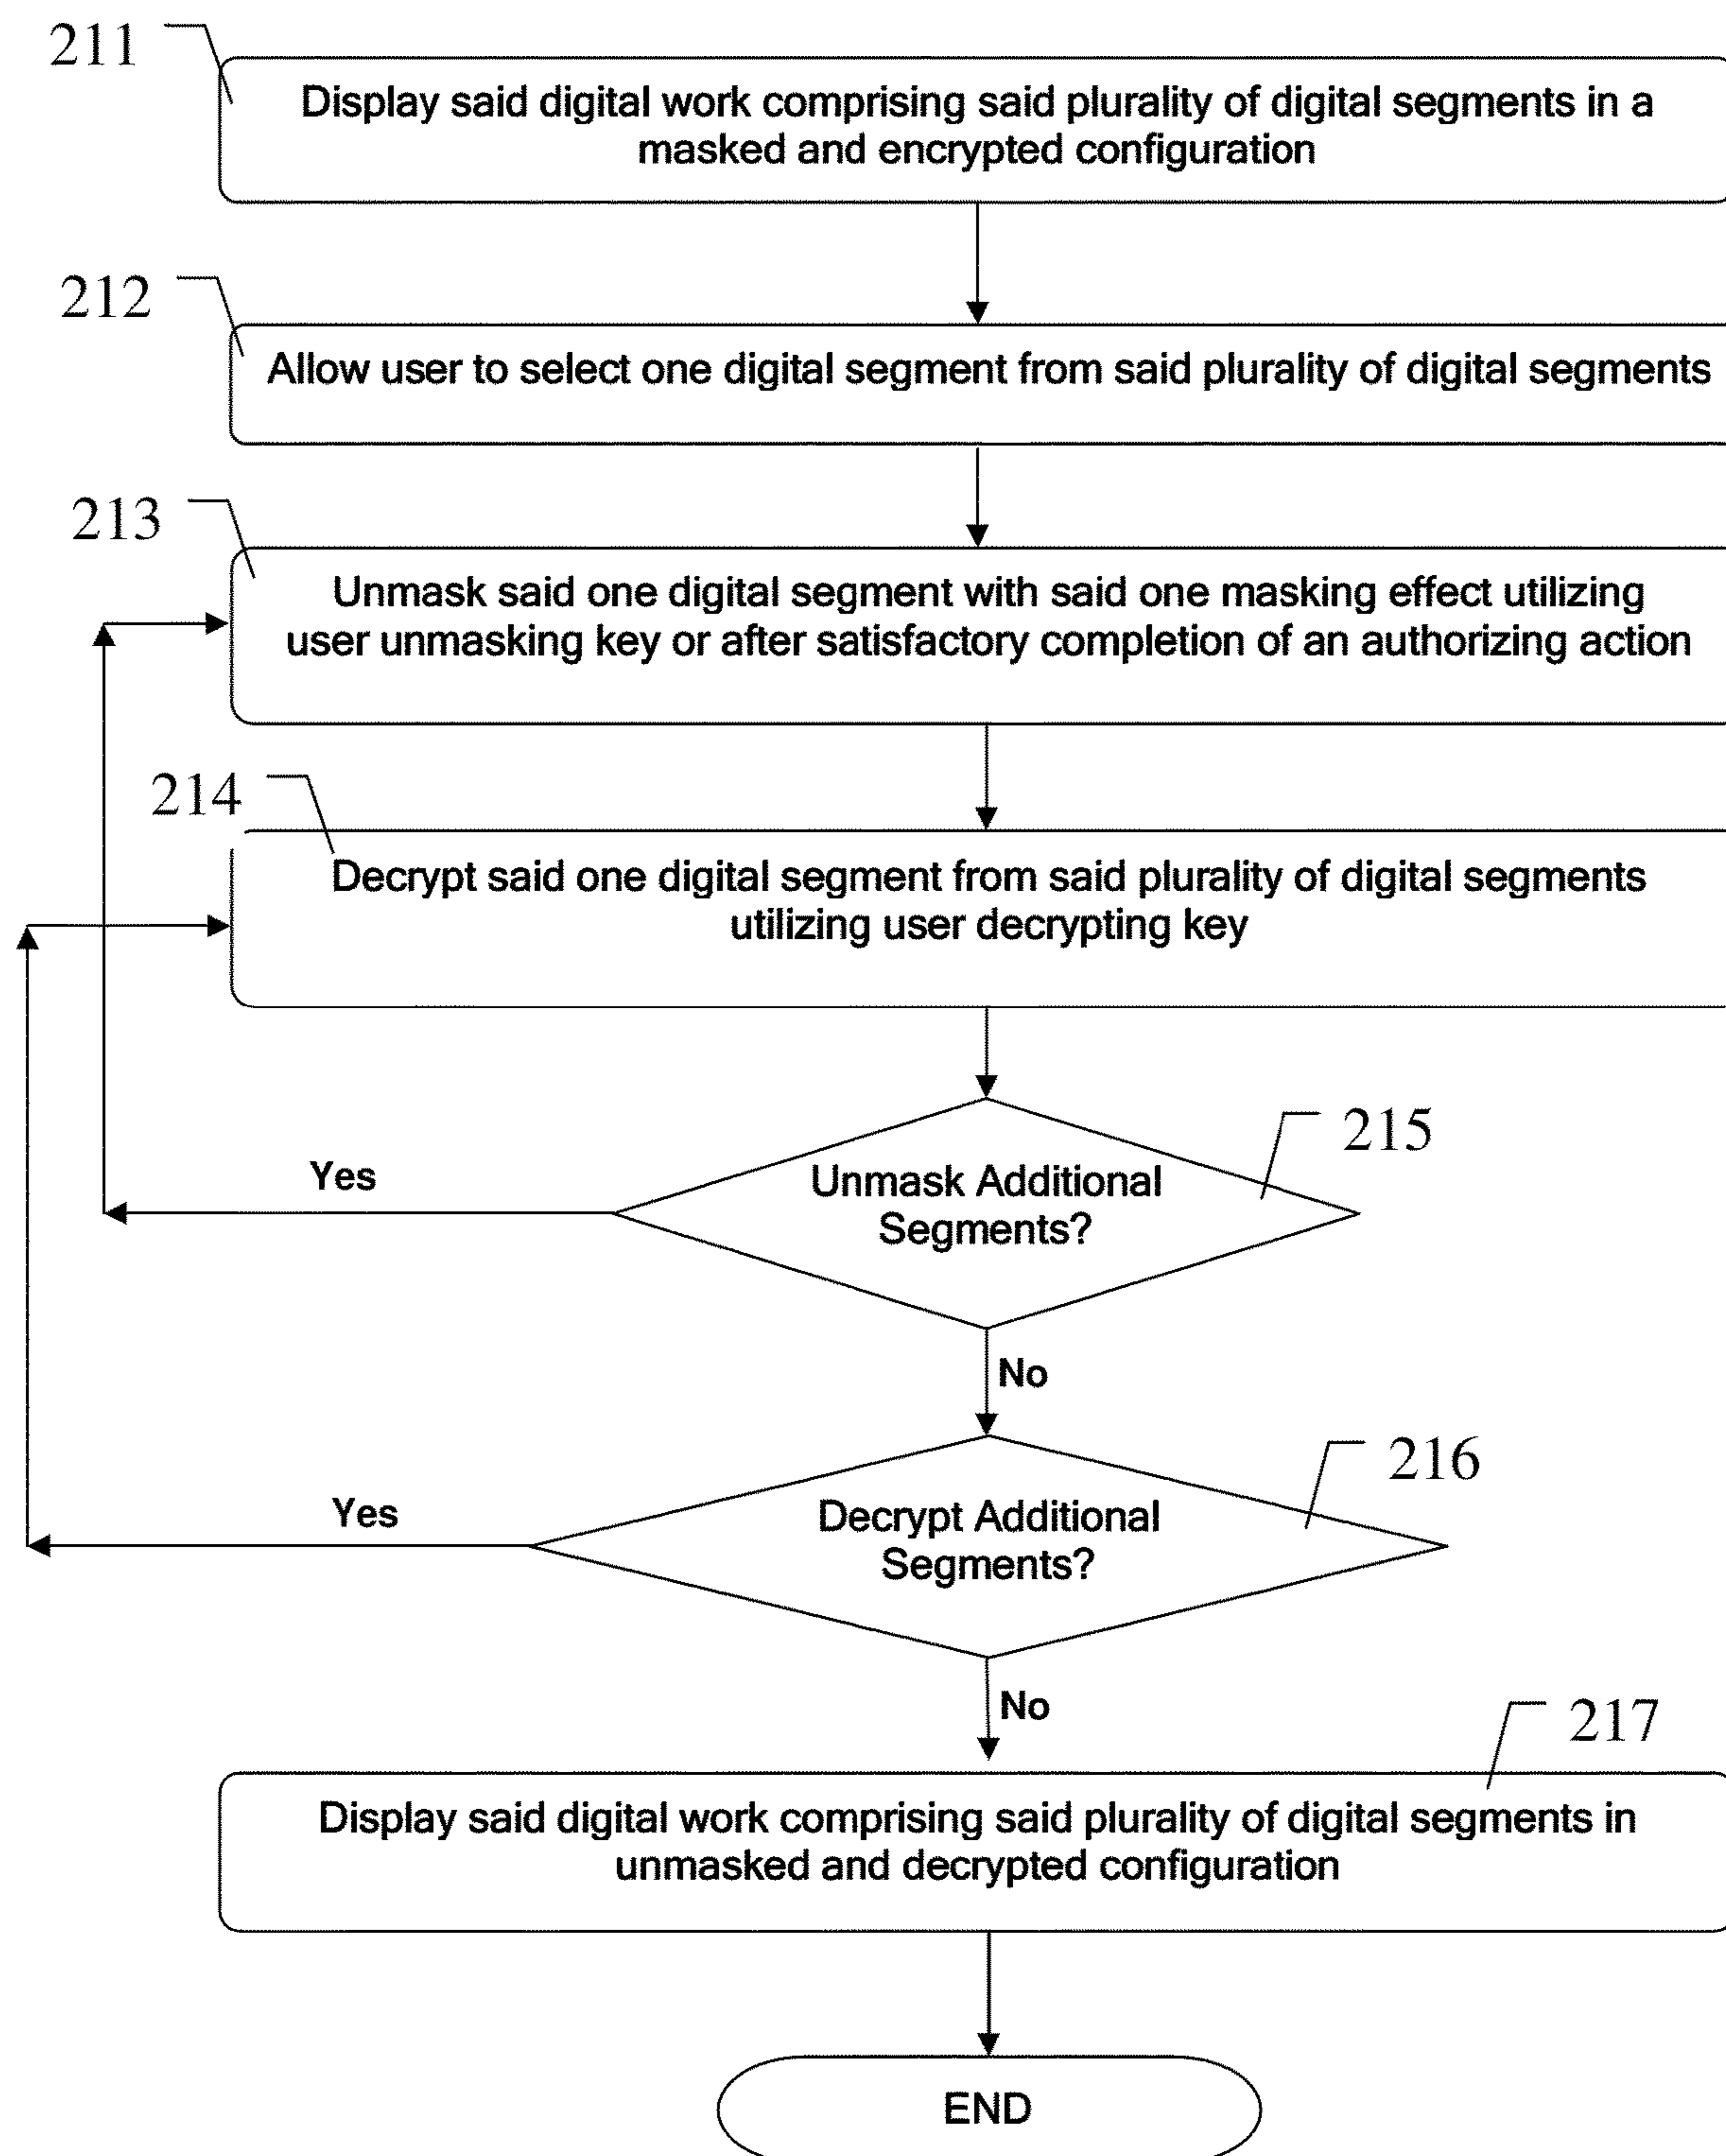 211
Display said digital work comprising said plurality of digital segments in a
masked and encrypted configuration
212
Allow user to select one digital segment from said plurality of digital segments
213
Unmask said one digital segment with said one masking effect utilizing
user unmasking key or after satisfactory completion of an authorizing action
214
Decrypt said one digital segment from said plurality of digital segments
utilizing user decrypting key
215
Yes
Unmask Additional
Segments?
No
216
Yes
Decrypt Additional
Segments?
No
217
Display said digital work comprising said plurality of digital segments in
unmasked and decrypted configuration
END